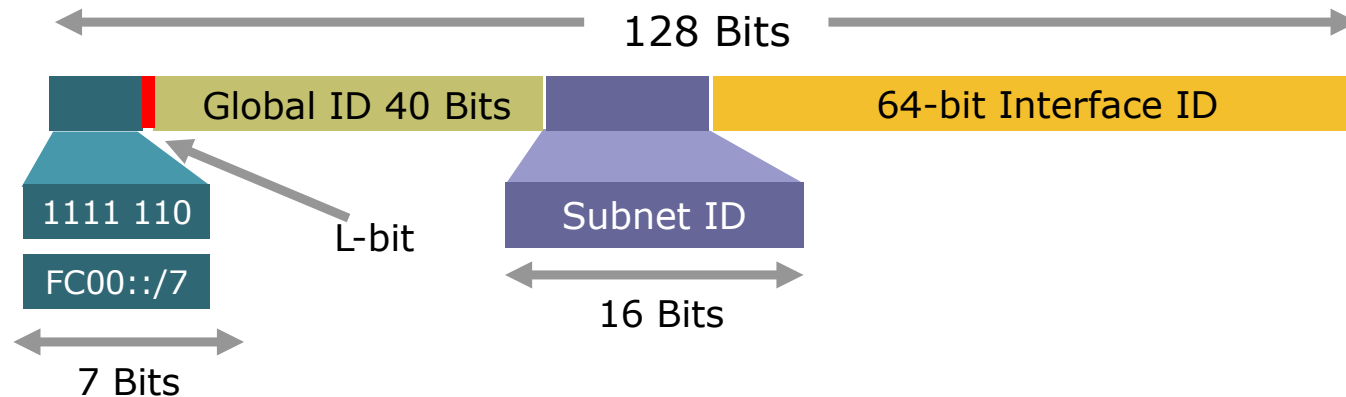 128 Bits
Global ID 40 Bits
64-bit Interface ID
1111 110
L-bit
Subnet ID
FC00::/7
16 Bits
7 Bits